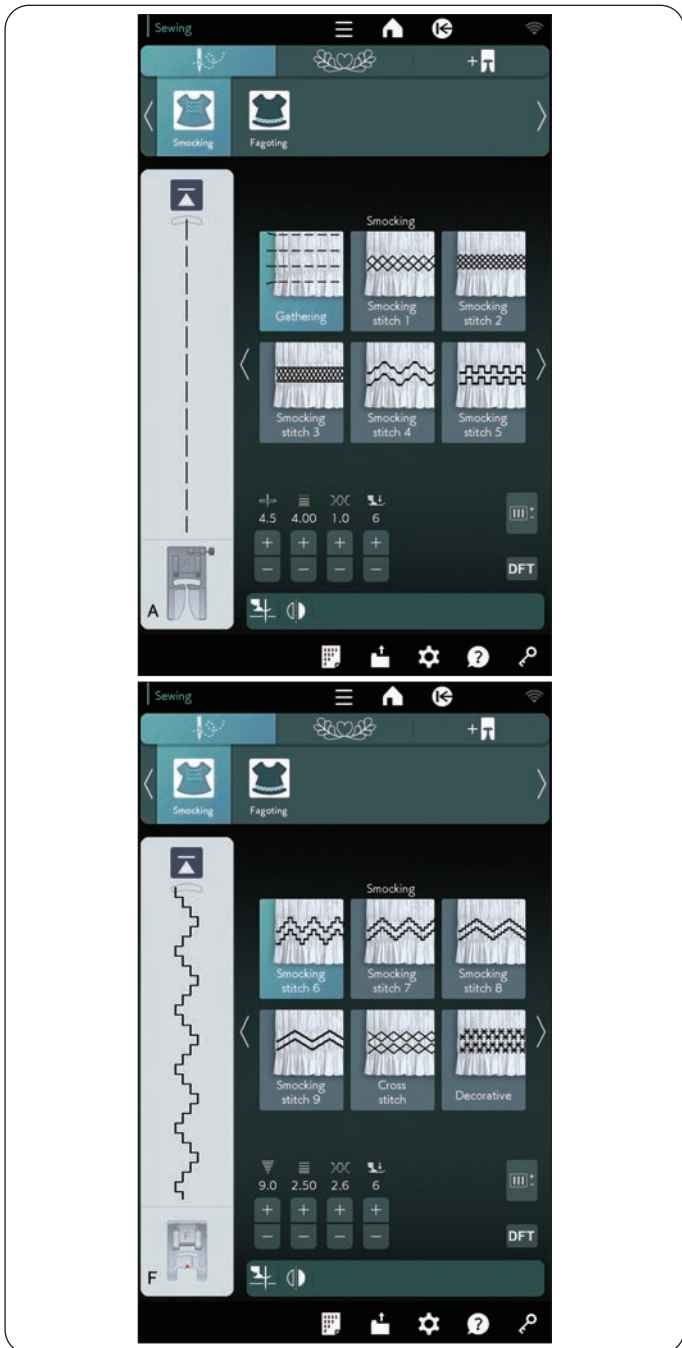 Sewing
Smocking
Fagoting
Smocking
Gathering
Smocking
stitch 1
Smocking
stitch 2
Smocking
stitch 3
Smocking
stitch 4
Smocking
stitch 5
4.5 4.00 1.0 6
+ + + +
− − − −
DFT
A
Sewing
Smocking
Fagoting
Smocking
Smocking
stitch 6
Smocking
stitch 7
Smocking
stitch 8
Smocking
stitch 9
Cross
stitch
Decorative
9.0 2.50 2.6 6
+ + + +
− − − −
DFT
F